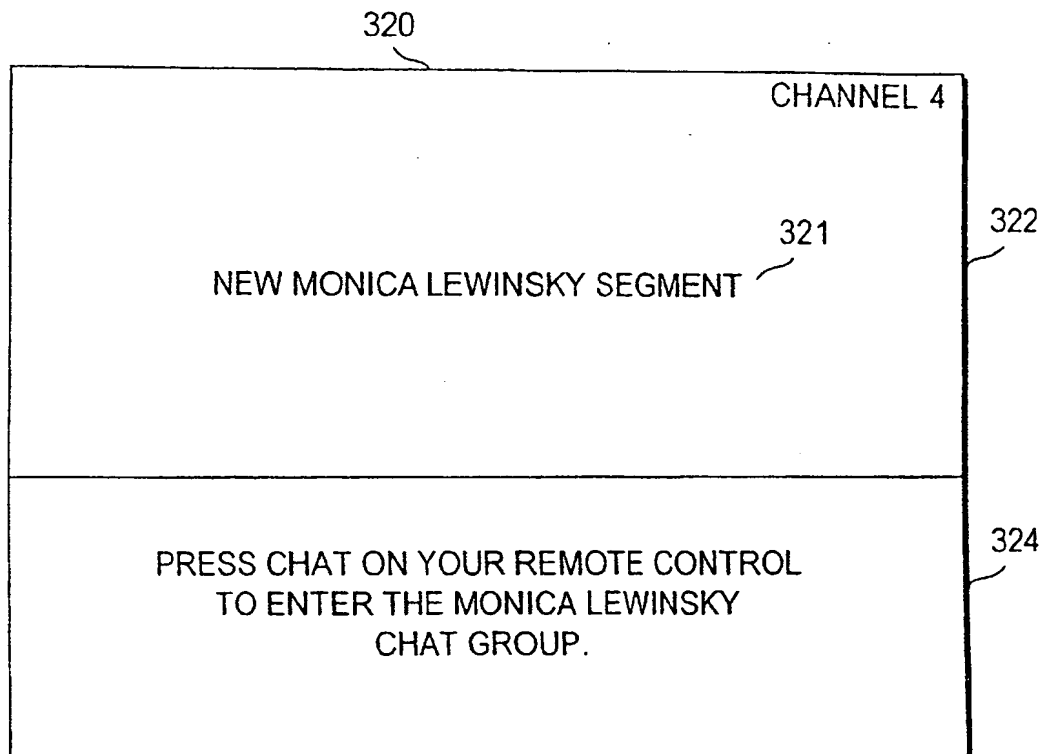 320
CHANNEL 4
322
321
NEW MONICA LEWINSKY SEGMENT
324
PRESS CHAT ON YOUR REMOTE CONTROL
TO ENTER THE MONICA LEWINSKY
CHAT GROUP.